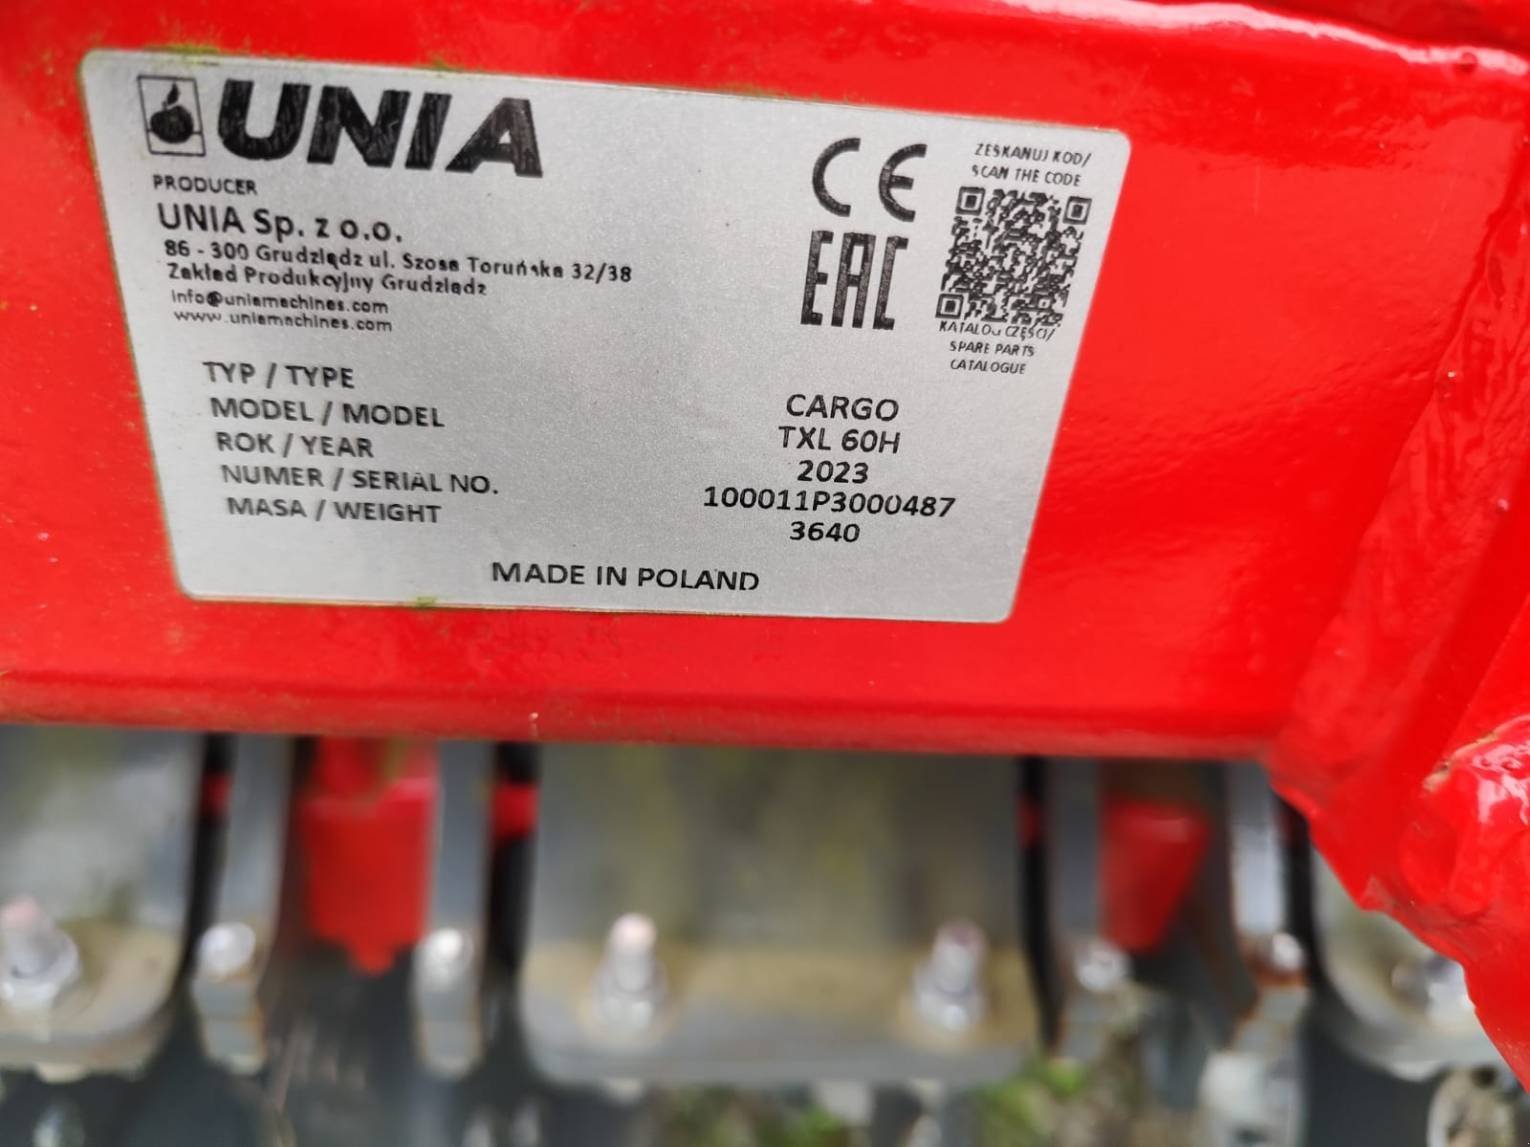 UNIA
PRODUCER
UNIA Sp. z o.o.
86 - 300 Grudziądz ul. Szosa Toruńska 32/38
Zakład Produkcyjny Grudziądz
info@uniamachines.com
www.uniamachines.com
CE
EAC
ZESKANUJ KOD/
SCAN THE CODE
KATALOG CZĘŚCI/
SPARE PARTS
CATALOGUE
TYP / TYPE CARGO
MODEL / MODEL TXL 60H
ROK / YEAR 2023
NUMER / SERIAL NO. 100011P3000487
MASA / WEIGHT 3640
MADE IN POLAND